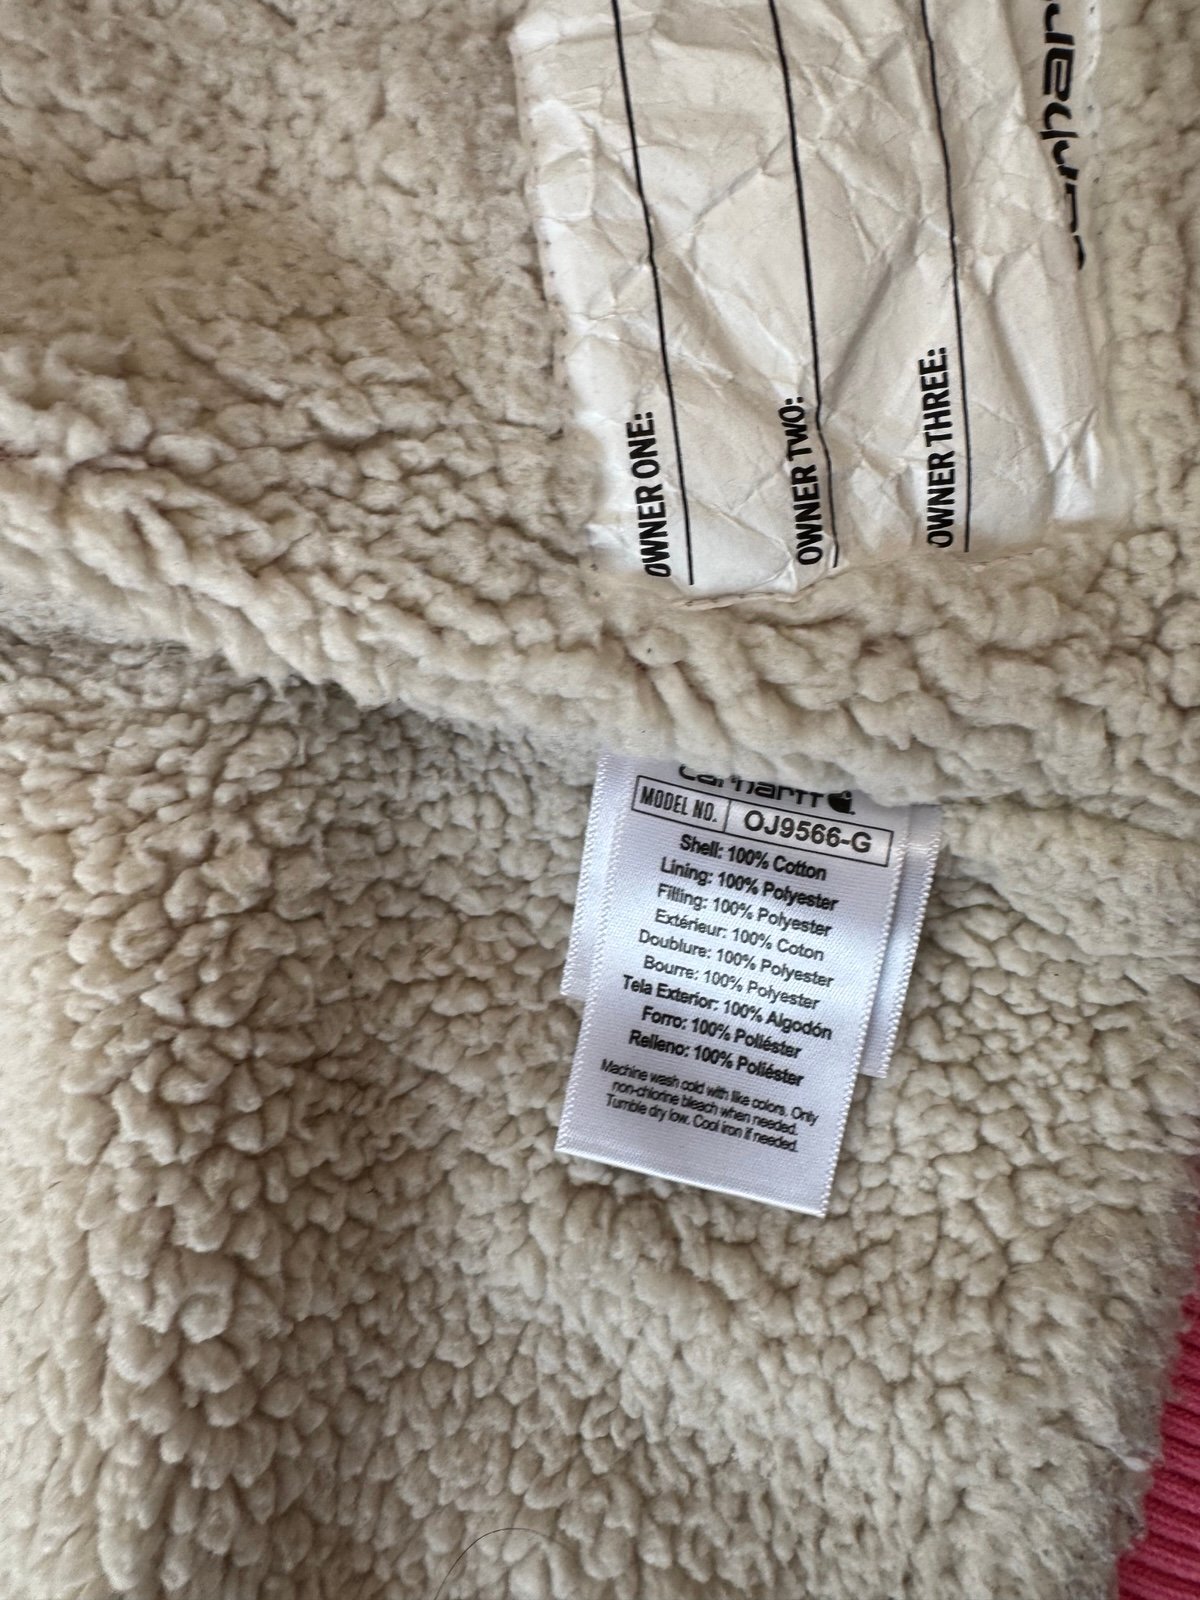 OWNER ONE:
OWNER TWO:
OWNER THREE:
carhartt
MODEL NO. OJ9566-G
Shell: 100% Cotton
Lining: 100% Polyester
Filling: 100% Polyester
Extérieur: 100% Coton
Doublure: 100% Polyester
Bourre: 100% Polyester
Tela Exterior: 100% Algodón
Forro: 100% Poliéster
Relleno: 100% Poliéster
Machine wash cold with like colors. Only
non-chlorine bleach when needed.
Tumble dry low. Cool iron if needed.